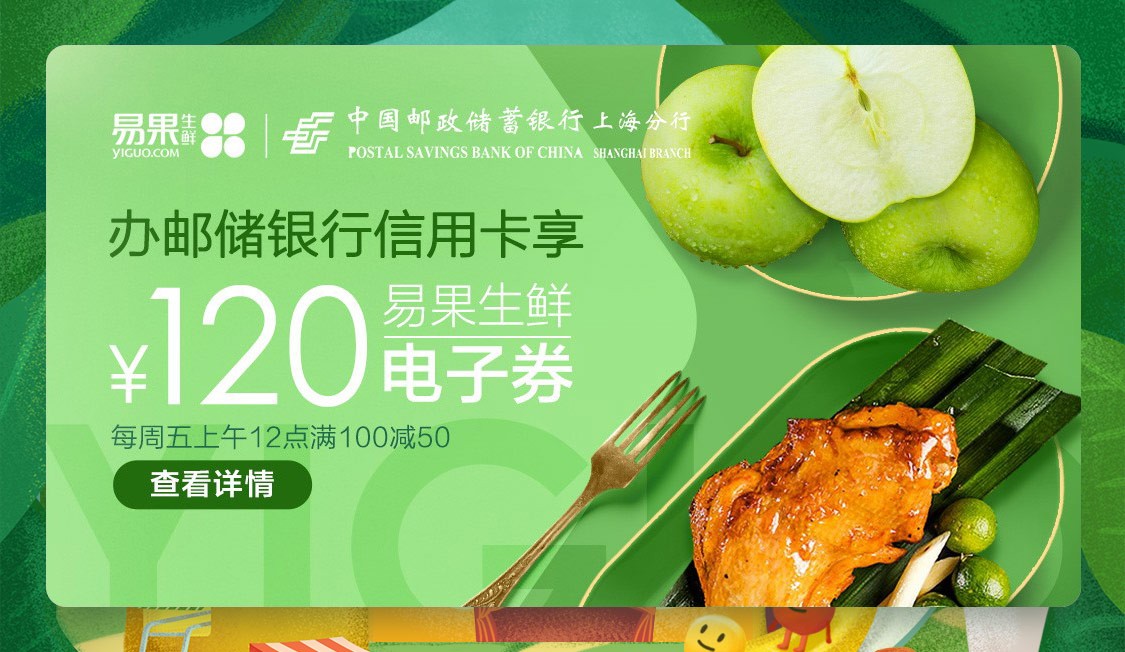 易果生鲜
YIGUO.COM
中国邮政储蓄银行 上海分行
POSTAL SAVINGS BANK OF CHINA SHANGHAI BRANCH
办邮储银行信用卡享
¥120 易果生鲜
电子券
每周五上午12点满100减50
查看详情
YIGUO